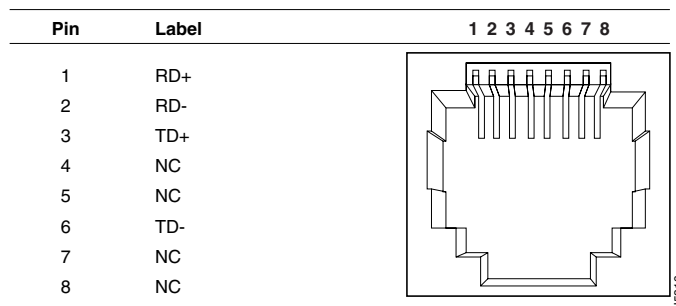 Pin Label 1 2 3 4 5 6 7 8
1 RD+
2 RD-
3 TD+
4 NC
5 NC
6 TD-
7 NC
8 NC